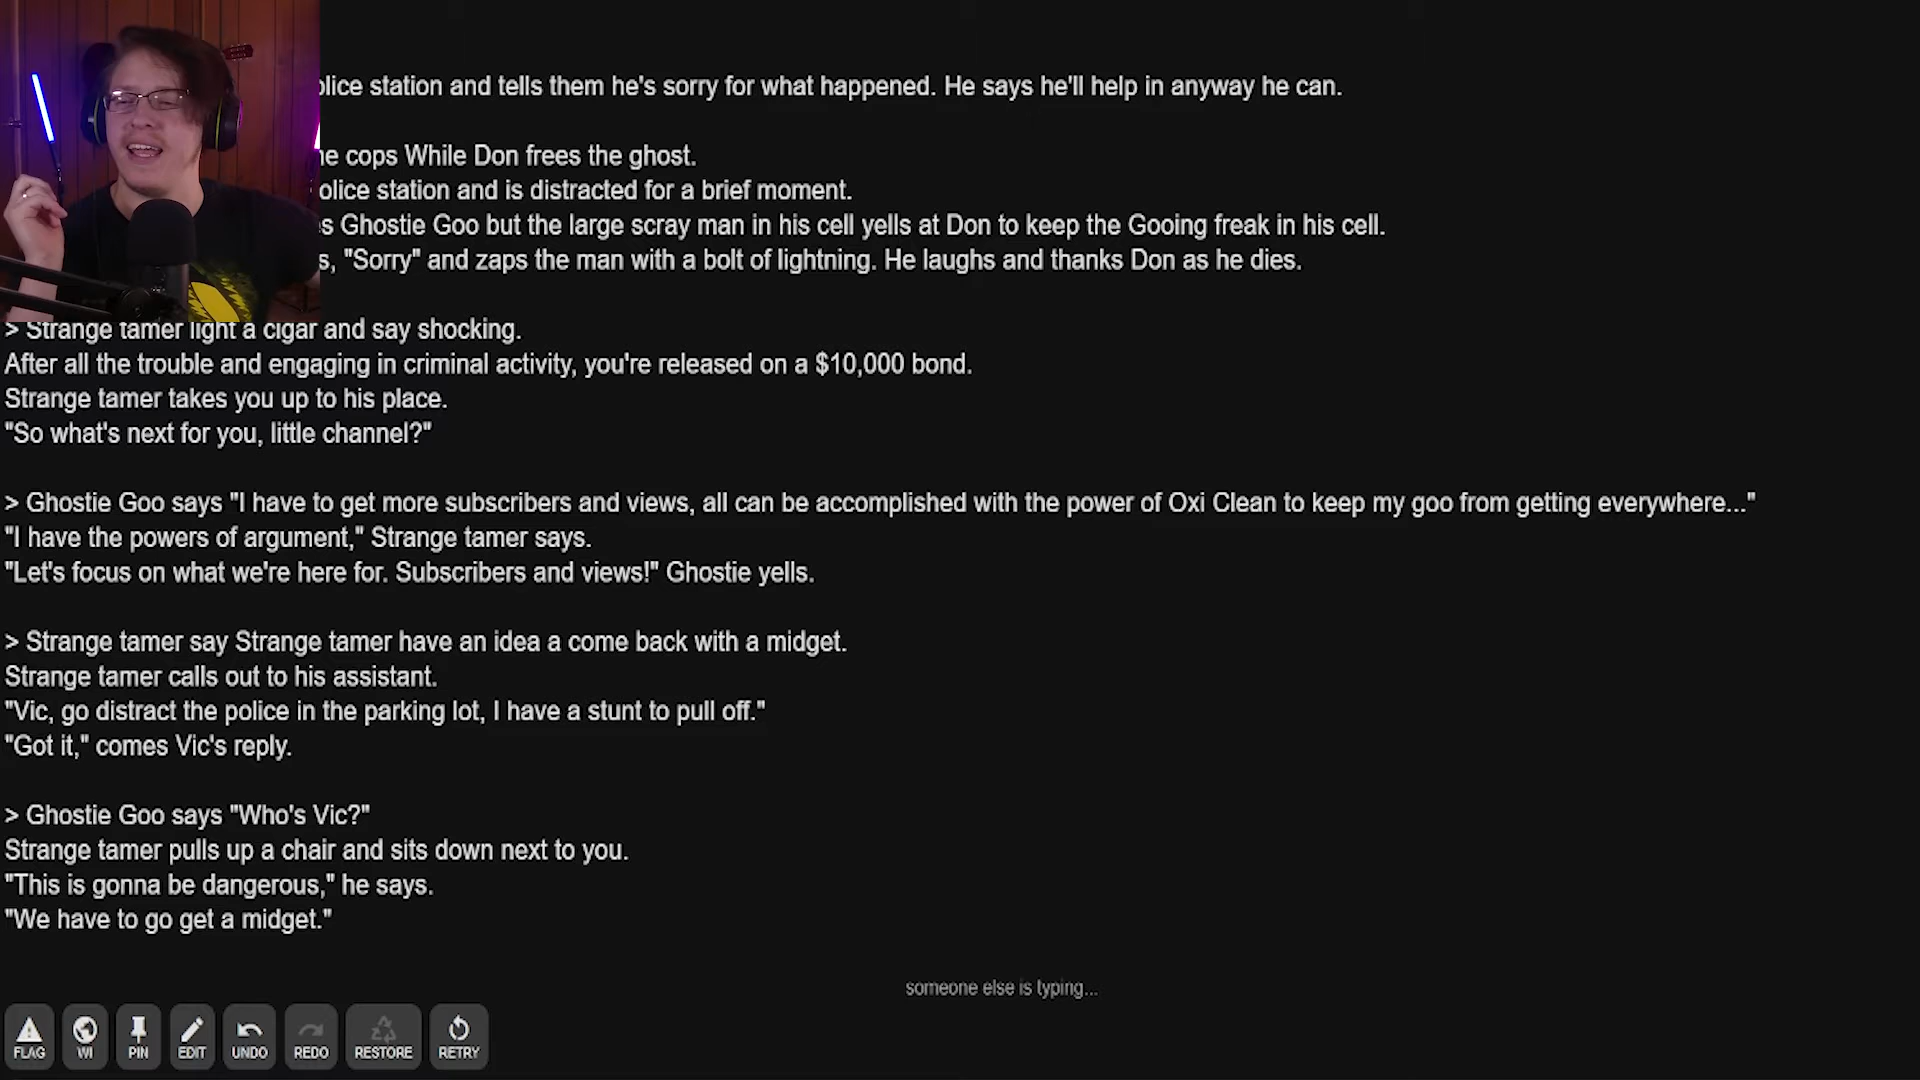 olice station and tells them he's sorry for what happened. He says he'll help in anyway he can.
he cops While Don frees the ghost.
olice station and is distracted for a brief moment.
s Ghostie Goo but the large scray man in his cell yells at Don to keep the Gooing freak in his cell.
s, "Sorry" and zaps the man with a bolt of lightning. He laughs and thanks Don as he dies.
> Strange tamer light a cigar and say shocking.
After all the trouble and engaging in criminal activity, you're released on a $10,000 bond.
Strange tamer takes you up to his place.
"So what's next for you, little channel?"
> Ghostie Goo says "I have to get more subscribers and views, all can be accomplished with the power of Oxi Clean to keep my goo from getting everywhere..."
"I have the powers of argument," Strange tamer says.
"Let's focus on what we're here for. Subscribers and views!" Ghostie yells.
> Strange tamer say Strange tamer have an idea a come back with a midget.
Strange tamer calls out to his assistant.
"Vic, go distract the police in the parking lot, I have a stunt to pull off."
"Got it," comes Vic's reply.
> Ghostie Goo says "Who's Vic?"
Strange tamer pulls up a chair and sits down next to you.
"This is gonna be dangerous," he says.
"We have to go get a midget."
someone else is typing...
FLAG WI PIN EDIT UNDO REDO RESTORE RETRY